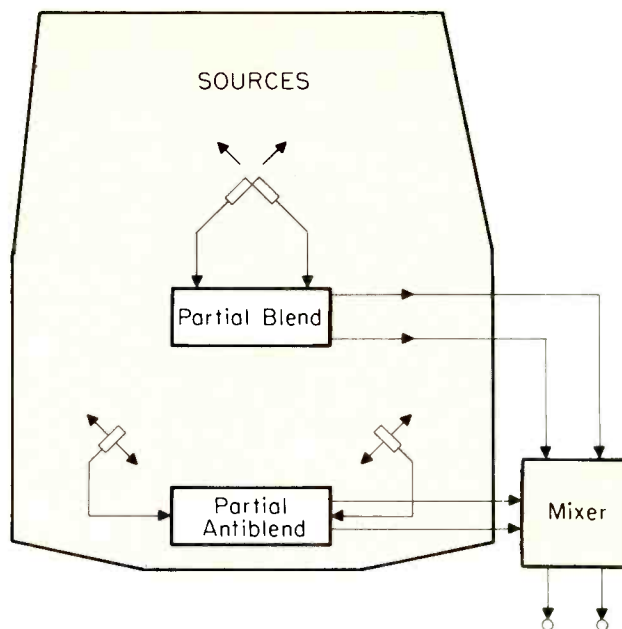 SOURCES
Partial Blend
Partial
Antiblend
Mixer